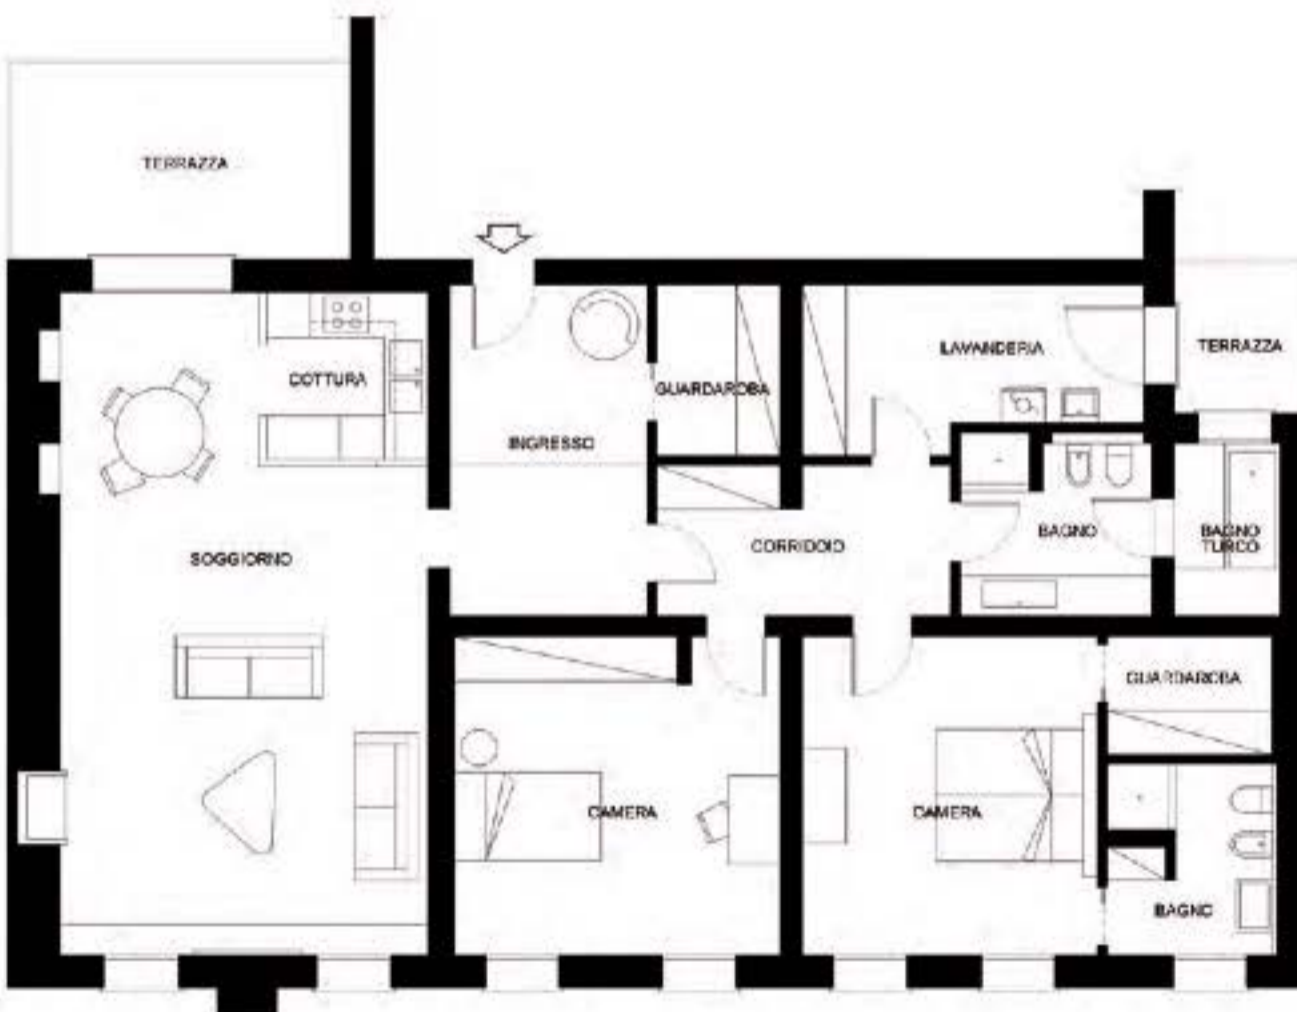 TERRAZZA
LAVANDERIA
TERRAZZA
COTTURA
GUARDAROBA
INGRESSO
SOGGIORNO
CORRIDOIO
BAGNO
BAGNO
TURCO
GUARDAROBA
CAMERA
CAMERA
BAGNO